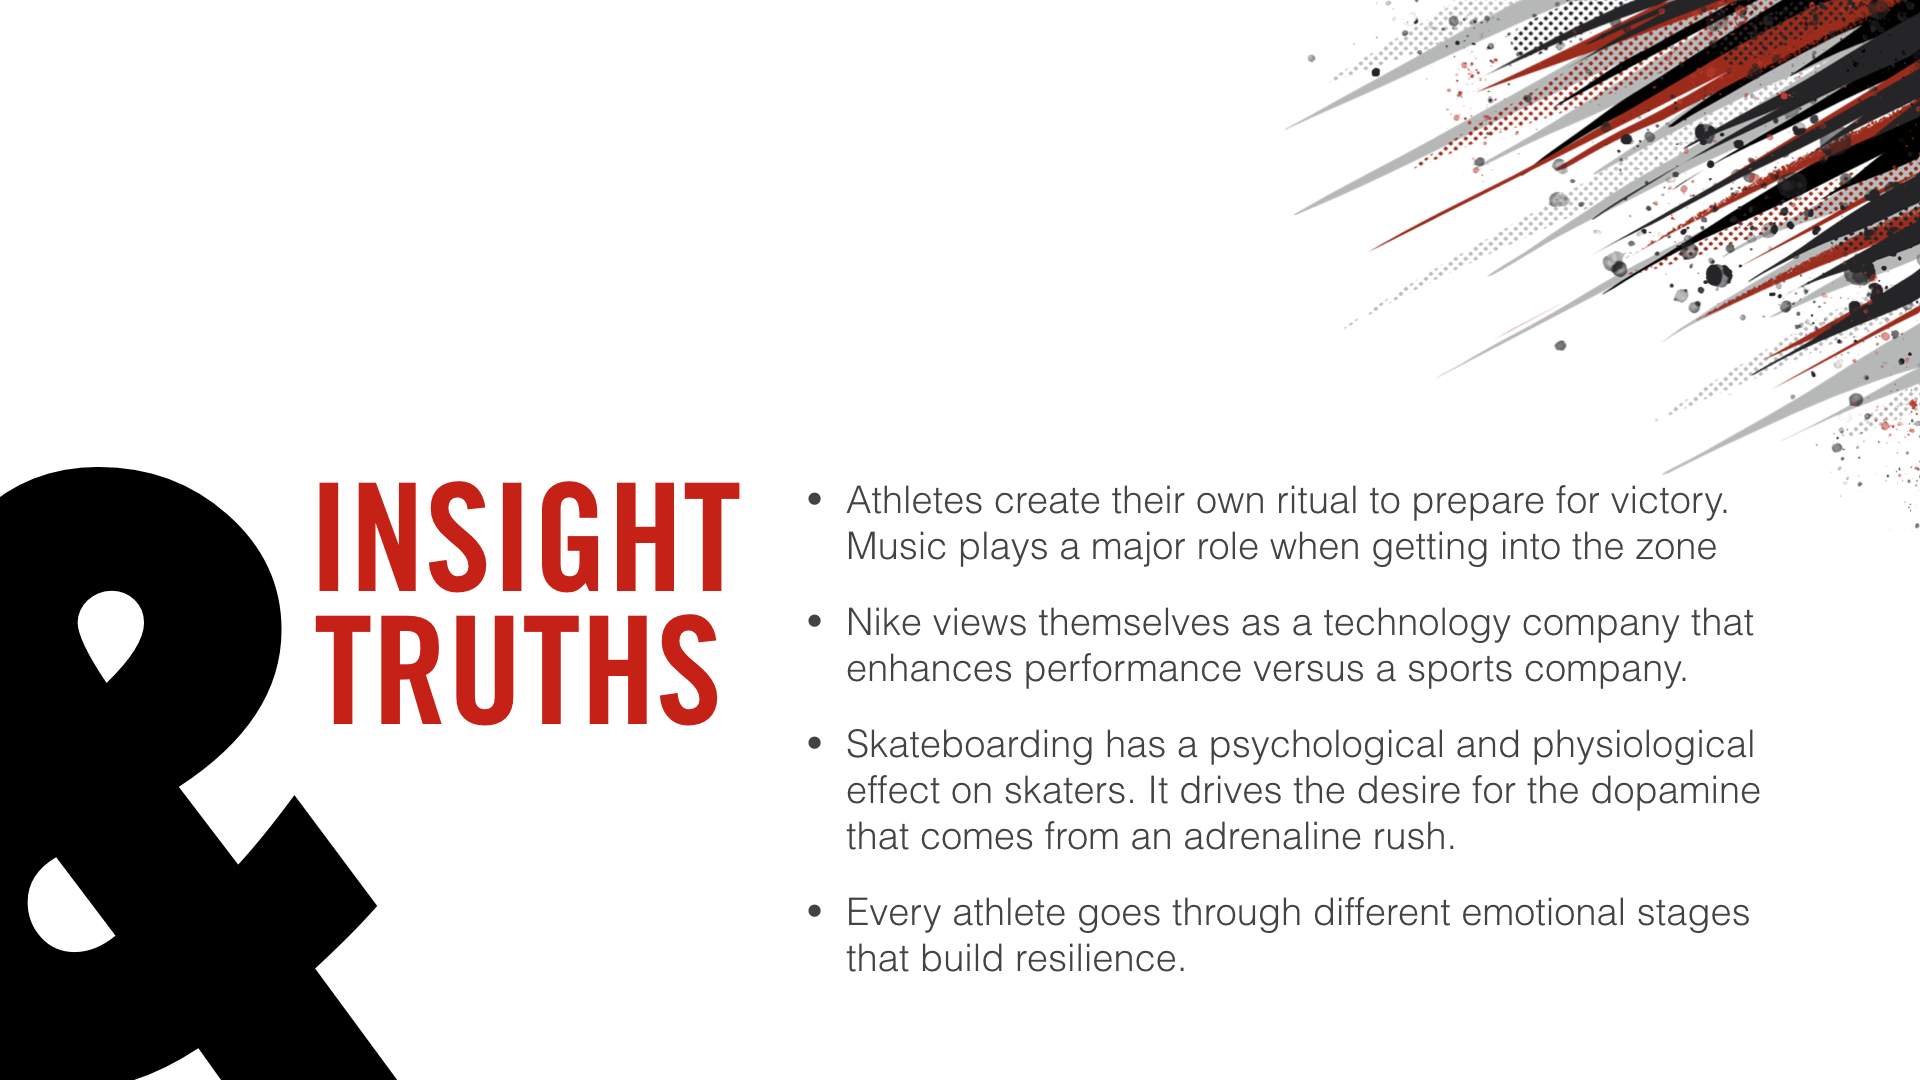 &
INSIGHT
TRUTHS
• Athletes create their own ritual to prepare for victory.
Music plays a major role when getting into the zone
• Nike views themselves as a technology company that
enhances performance versus a sports company.
• Skateboarding has a psychological and physiological
effect on skaters. It drives the desire for the dopamine
that comes from an adrenaline rush.
• Every athlete goes through different emotional stages
that build resilience.